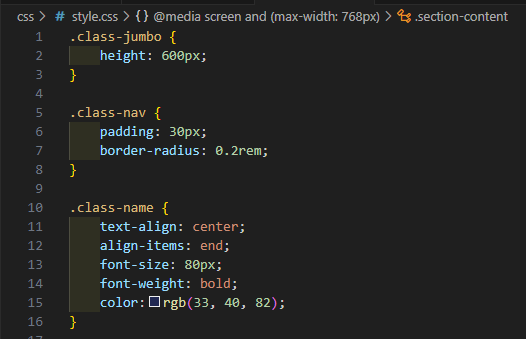 css > # style.css > {} @media screen and (max-width: 768px) > .section-content
1 .class-jumbo {
2     height: 600px;
3 }
4
5 .class-nav {
6     padding: 30px;
7     border-radius: 0.2rem;
8 }
9
10 .class-name {
11     text-align: center;
12     align-items: end;
13     font-size: 80px;
14     font-weight: bold;
15     color: rgb(33, 40, 82);
16 }